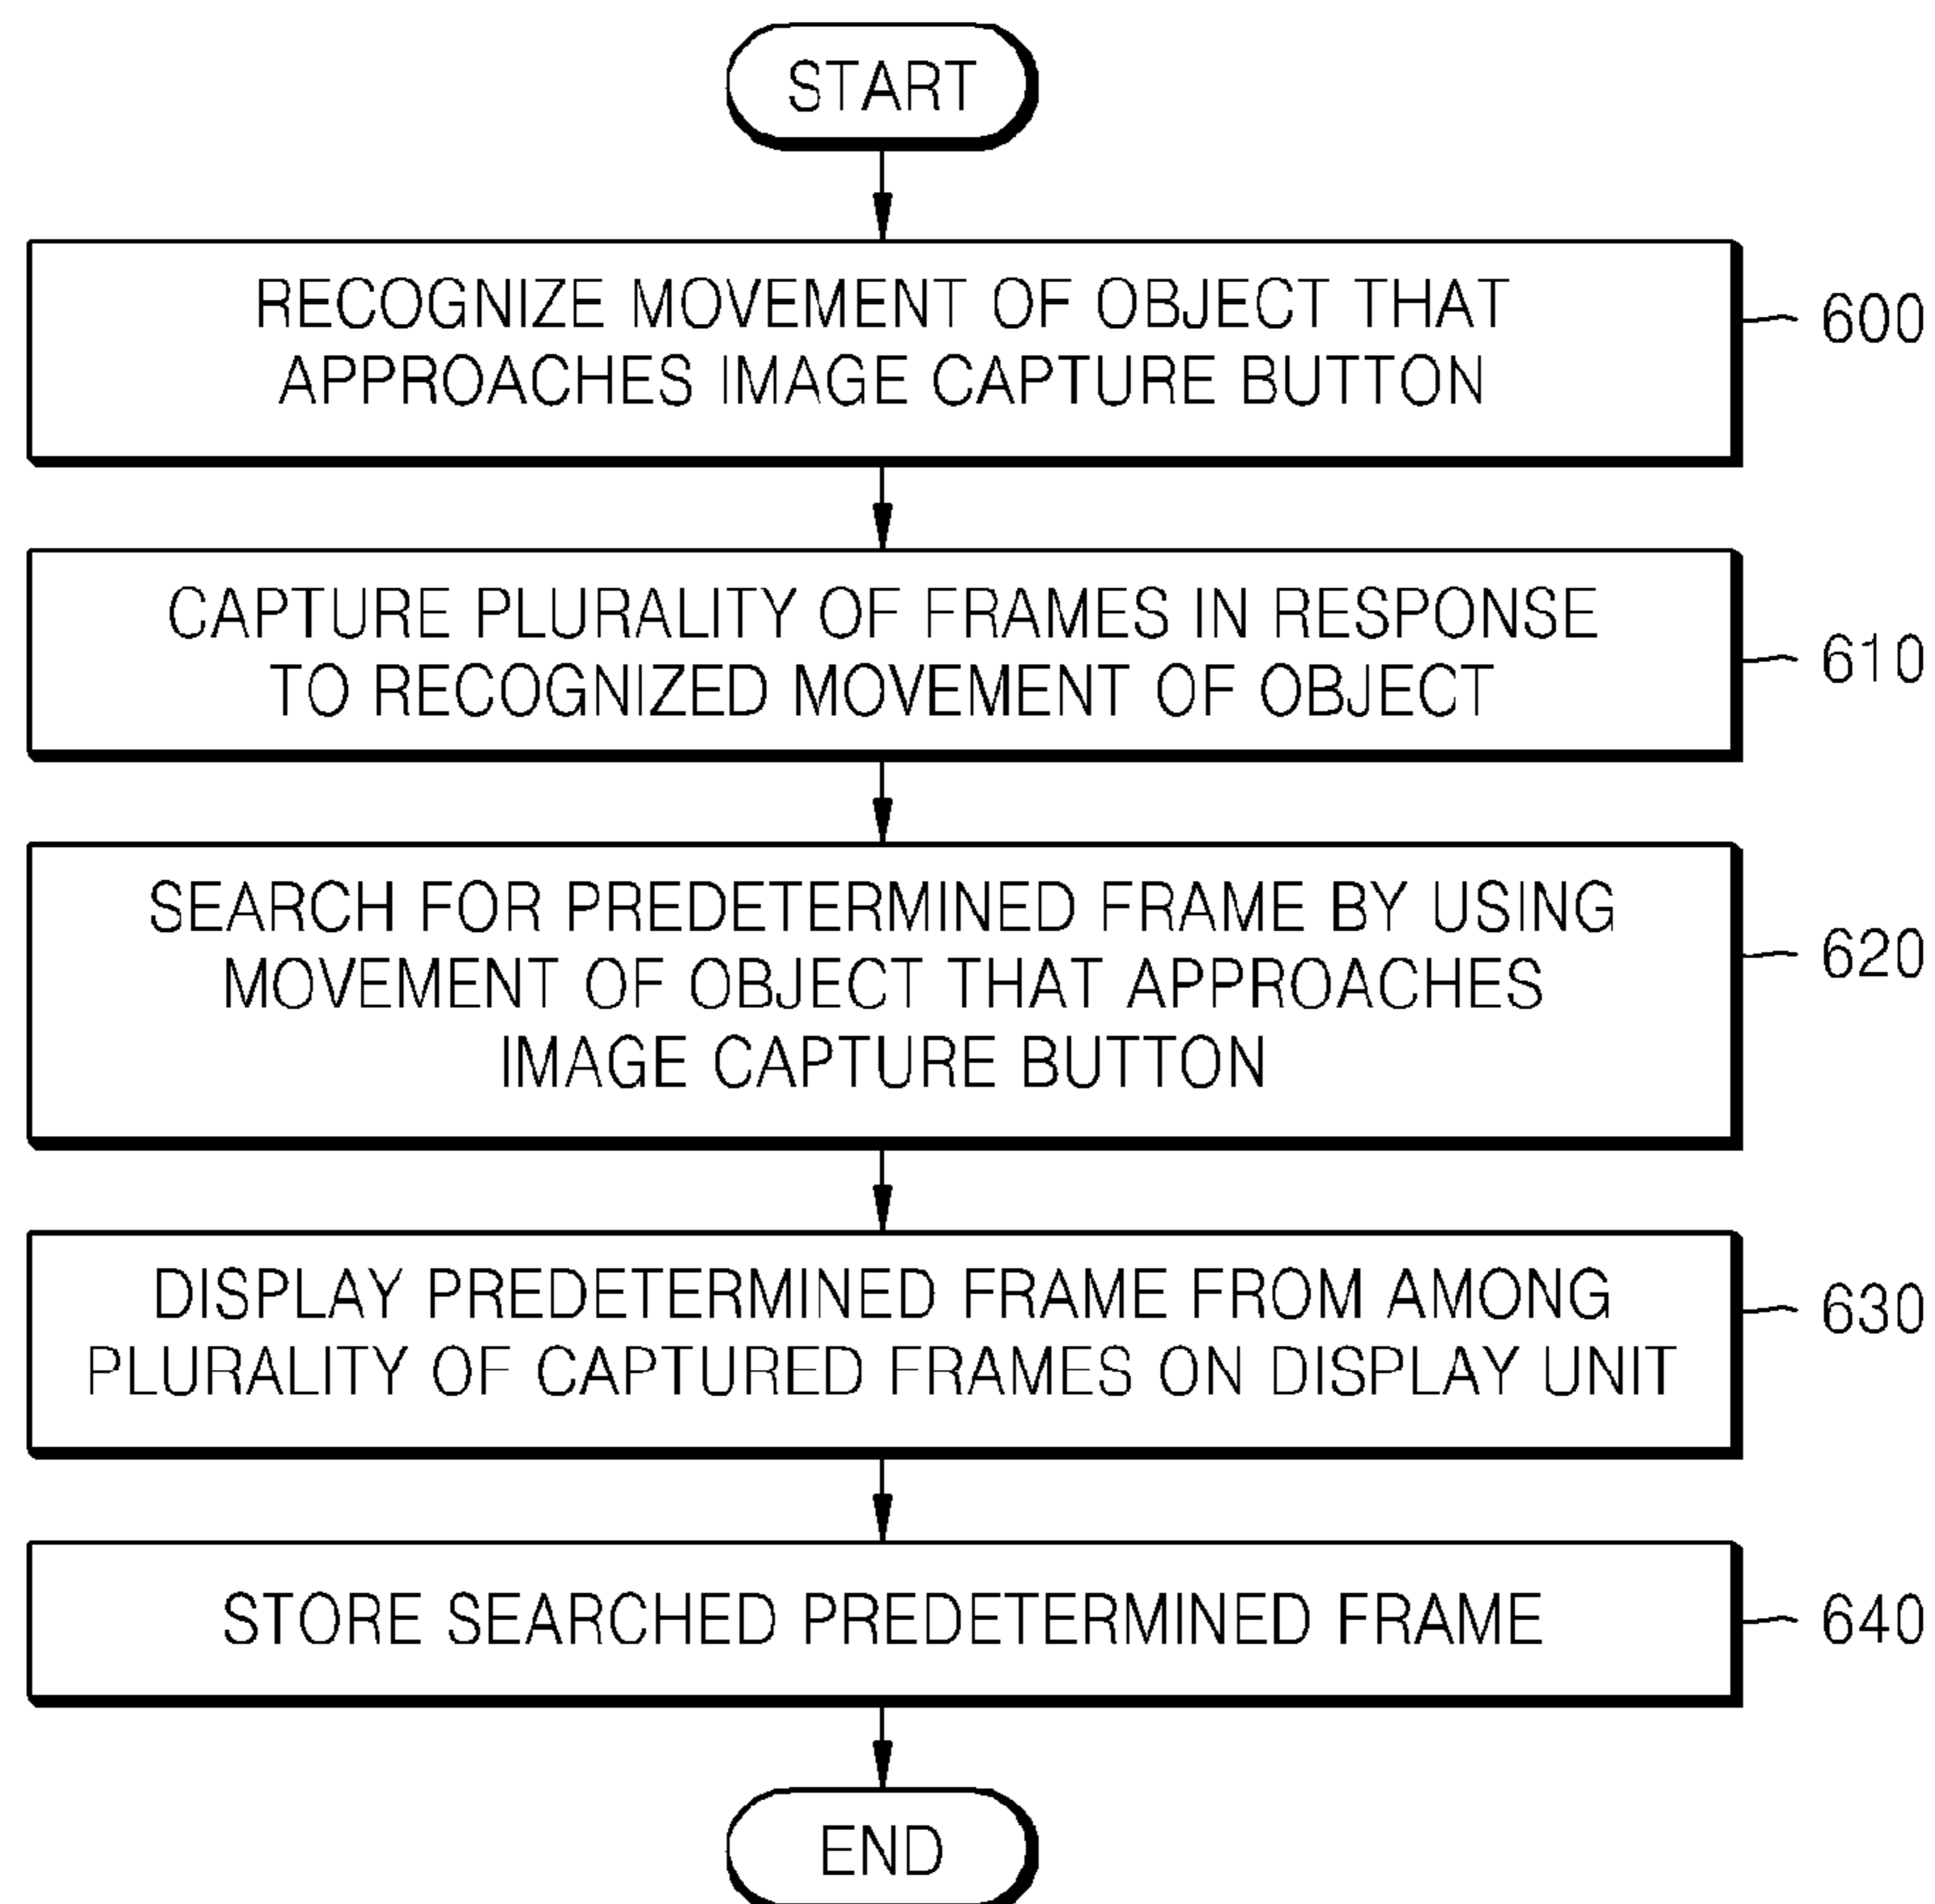 START
RECOGNIZE MOVEMENT OF OBJECT THAT
APPROACHES IMAGE CAPTURE BUTTON
600
CAPTURE PLURALITY OF FRAMES IN RESPONSE
TO RECOGNIZED MOVEMENT OF OBJECT
610
SEARCH FOR PREDETERMINED FRAME BY USING
MOVEMENT OF OBJECT THAT APPROACHES
IMAGE CAPTURE BUTTON
620
DISPLAY PREDETERMINED FRAME FROM AMONG
PLURALITY OF CAPTURED FRAMES ON DISPLAY UNIT
630
STORE SEARCHED PREDETERMINED FRAME
640
END